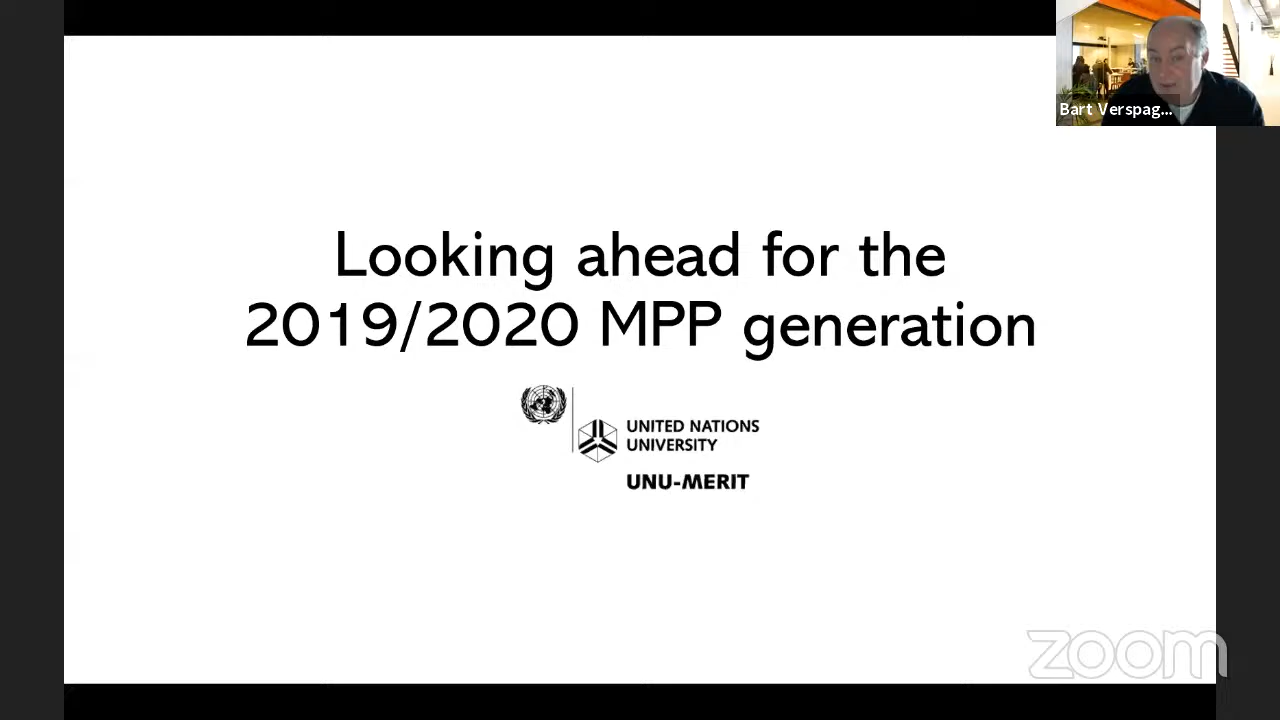 Bart Verspag...
Looking ahead for the
2019/2020 MPP generation
UNITED NATIONS
UNIVERSITY
UNU-MERIT
zoom